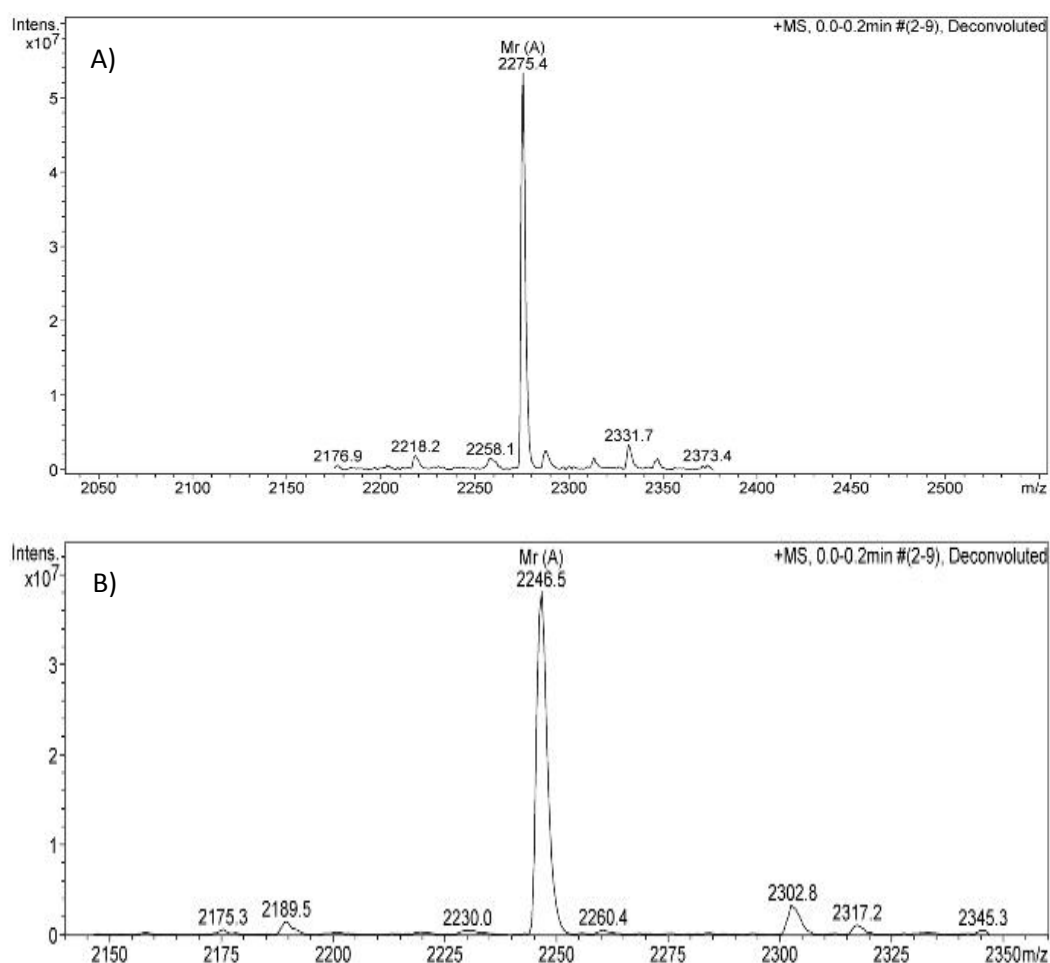 Intens.
x10⁷
+MS, 0.0-0.2min #(2-9), Deconvoluted
A)
Mr (A)
2275.4
5
4
3
2
1
0
2176.9
2218.2
2258.1
2331.7
2373.4
2050 2100 2150 2200 2250 2300 2350 2400 2450 2500 m/z
Intens.
x10⁷
+MS, 0.0-0.2min #(2-9), Deconvoluted
B)
Mr (A)
2246.5
3
2
1
0
2175.3
2189.5
2230.0
2260.4
2302.8
2317.2
2345.3
2150 2175 2200 2225 2250 2275 2300 2325 2350m/z